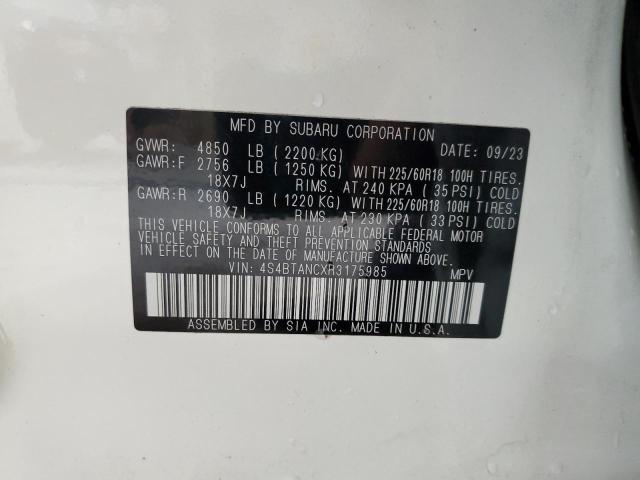 MFD BY SUBARU CORPORATION DATE: 09/23
GVWR: 4850 LB ( 2200 KG)
GAWR:F 2756 LB ( 1250 KG) WITH 225/60R18 100H TIRES.
18X7J RIMS. AT 240 KPA ( 35 PSI) COLD
GAWR:R 2690 LB ( 1220 KG) WITH 225/60R18 100H TIRES.
18X7J RIMS. AT 230 KPA ( 33 PSI) COLD
THIS VEHICLE CONFORMS TO ALL APPLICABLE FEDERAL MOTOR
VEHICLE SAFETY AND THEFT PREVENTION STANDARDS
IN EFFECT ON THE DATE OF MANUFACTURE SHOWN ABOVE.
VIN: 4S4BTANCXR3175985 MPV
ASSEMBLED BY SIA INC. MADE IN U.S.A.